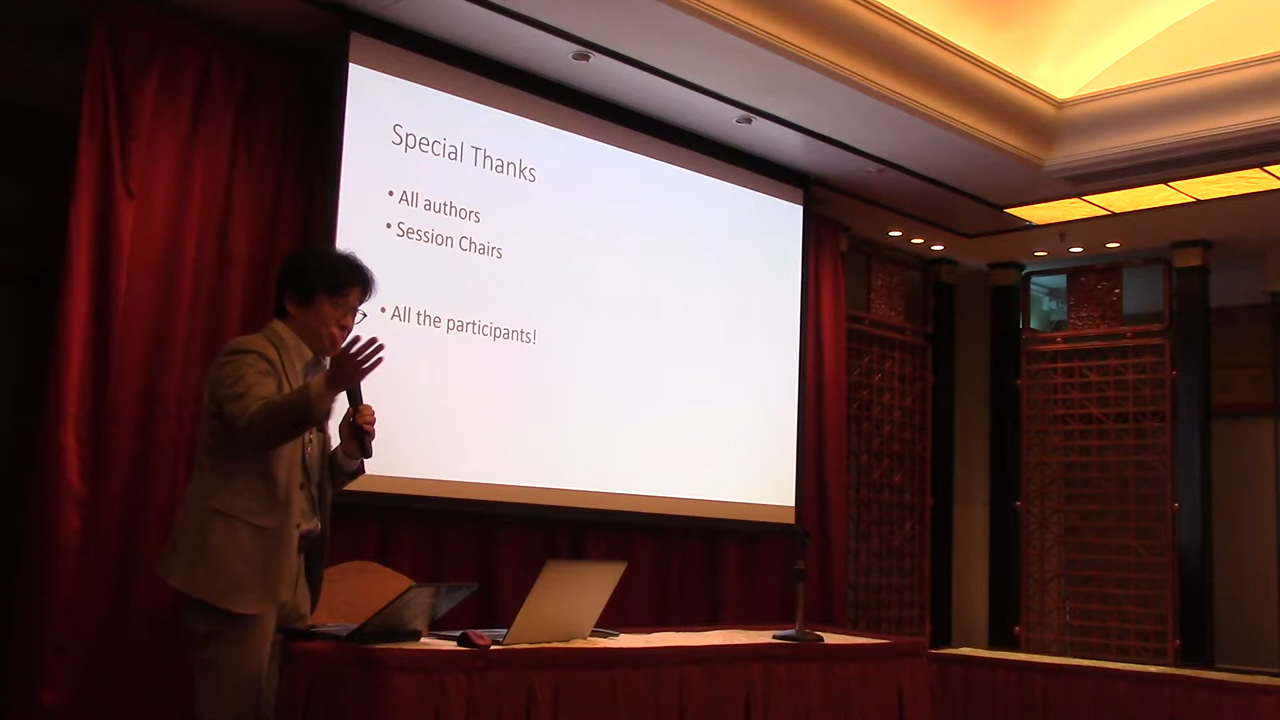 Special Thanks
• All authors
• Session Chairs
• All the participants!